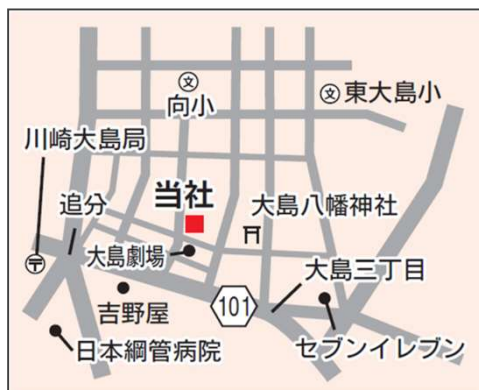 文
向小
文
東大島小
川崎大島局
追分
当社
大島八幡神社
大島劇場
大島三丁目
〒
101
吉野屋
日本鋼管病院
セブンイレブン